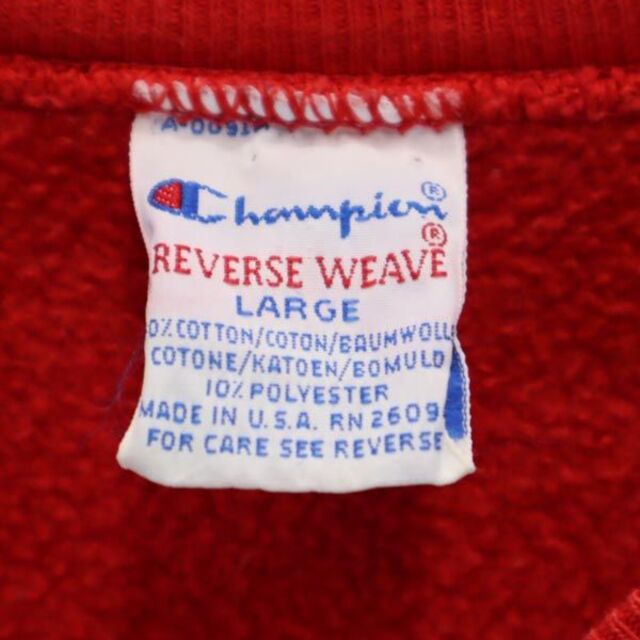 Champion®
REVERSE WEAVE®
LARGE
0% COTTON/COTON/BAUMWOLL
COTONE/KATOEN/BOMULD
10% POLYESTER
MADE IN U.S.A. RN 2609
FOR CARE SEE REVERSE